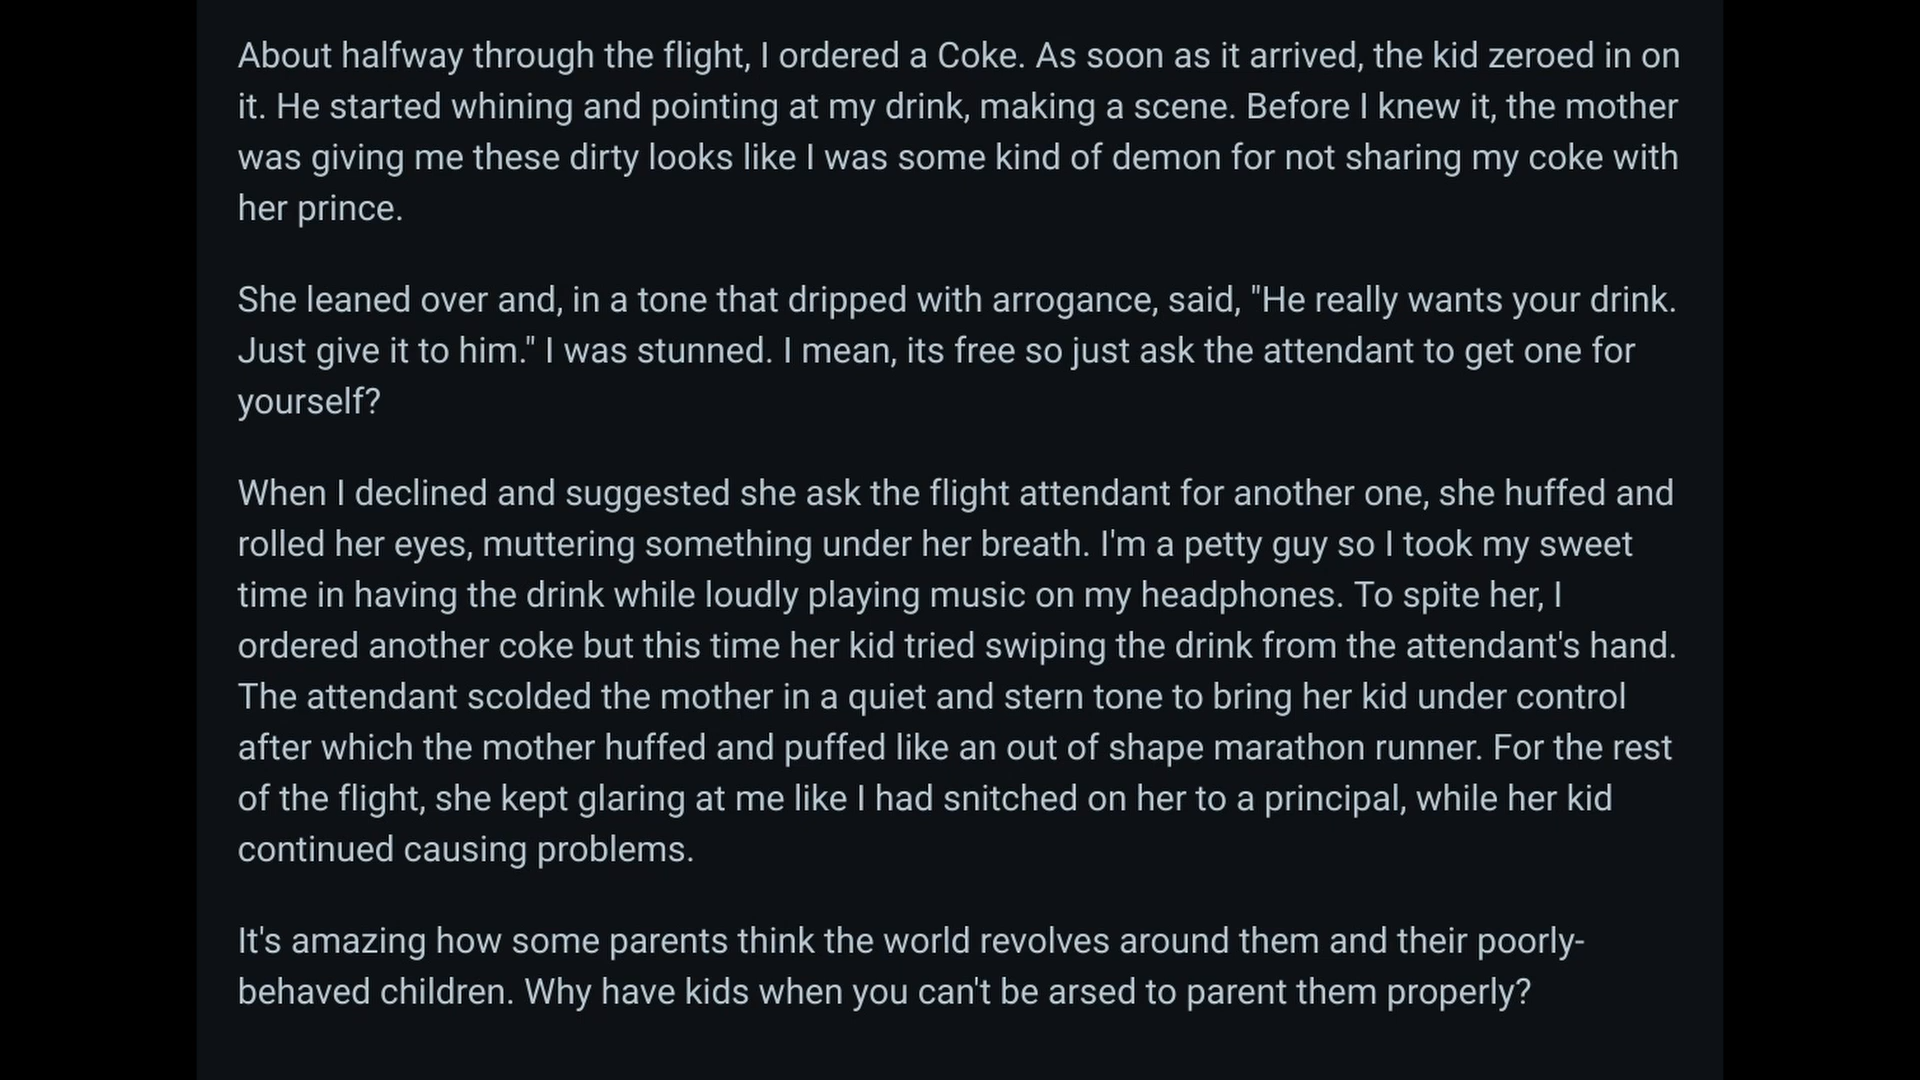 About halfway through the flight, I ordered a Coke. As soon as it arrived, the kid zeroed in on
it. He started whining and pointing at my drink, making a scene. Before I knew it, the mother
was giving me these dirty looks like I was some kind of demon for not sharing my coke with
her prince.
She leaned over and, in a tone that dripped with arrogance, said, "He really wants your drink.
Just give it to him." I was stunned. I mean, its free so just ask the attendant to get one for
yourself?
When I declined and suggested she ask the flight attendant for another one, she huffed and
rolled her eyes, muttering something under her breath. I'm a petty guy so I took my sweet
time in having the drink while loudly playing music on my headphones. To spite her, I
ordered another coke but this time her kid tried swiping the drink from the attendant's hand.
The attendant scolded the mother in a quiet and stern tone to bring her kid under control
after which the mother huffed and puffed like an out of shape marathon runner. For the rest
of the flight, she kept glaring at me like I had snitched on her to a principal, while her kid
continued causing problems.
It's amazing how some parents think the world revolves around them and their poorly-
behaved children. Why have kids when you can't be arsed to parent them properly?